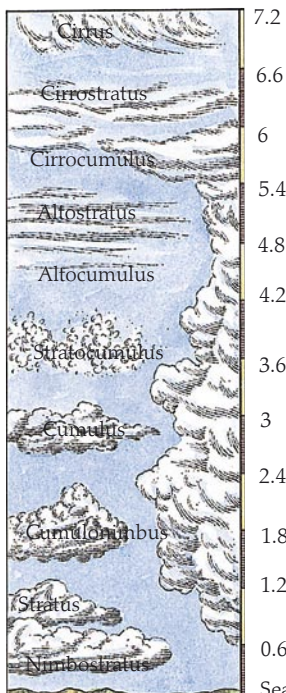 7.2
Cirrus
6.6
Cirrostratus
6
Cirrocumulus
5.4
Altostratus
4.8
Altocumulus
4.2
Stratocumulus
3.6
Cumulus
3
2.4
Cumulonimbus
1.8
1.2
Stratus
0.6
Nimbostratus
Sea